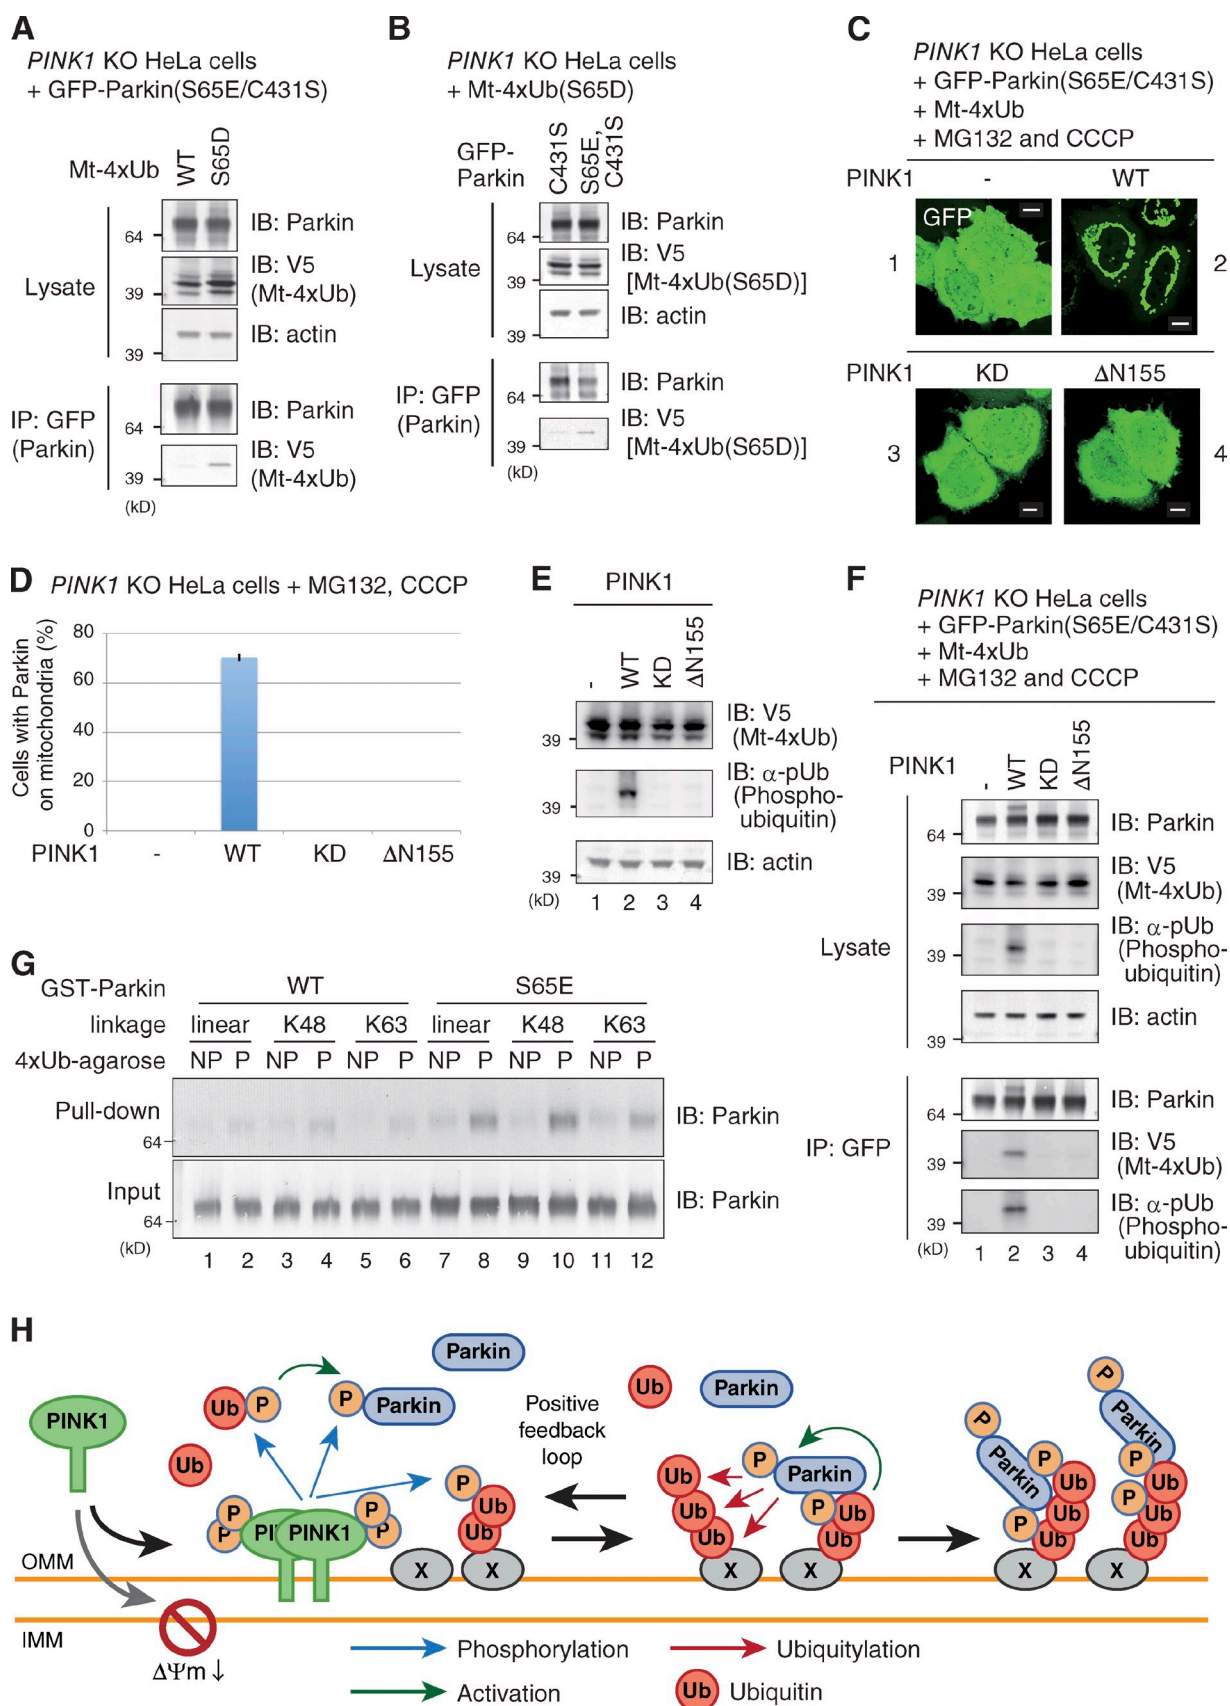 A
PINK1 KO HeLa cells
+ GFP-Parkin(S65E/C431S)
Mt-4xUb
WT
S65D
Lysate
64
IB: Parkin
39
IB: V5
(Mt-4xUb)
39
IB: actin
IP: GFP
(Parkin)
64
IB: Parkin
39
IB: V5
(Mt-4xUb)
(kD)
B
PINK1 KO HeLa cells
+ Mt-4xUb(S65D)
GFP-
Parkin
C431S
S65E,
C431S
Lysate
64
IB: Parkin
39
IB: V5
[Mt-4xUb(S65D)]
39
IB: actin
IP: GFP
(Parkin)
64
IB: Parkin
39
IB: V5
[Mt-4xUb(S65D)]
(kD)
C
PINK1 KO HeLa cells
+ GFP-Parkin(S65E/C431S)
+ Mt-4xUb
+ MG132 and CCCP
PINK1 - WT
GFP
1 2
PINK1 KD ΔN155
3 4
D
PINK1 KO HeLa cells + MG132, CCCP
Cells with Parkin
on mitochondria (%)
80
60
40
20
0
PINK1 - WT KD ΔN155
E
PINK1
- WT KD ΔN155
39
IB: V5
(Mt-4xUb)
39
IB: α-pUb
(Phospho-
ubiquitin)
39
IB: actin
(kD) 1 2 3 4
F
PINK1 KO HeLa cells
+ GFP-Parkin(S65E/C431S)
+ Mt-4xUb
+ MG132 and CCCP
PINK1 - WT KD ΔN155
Lysate
64
IB: Parkin
39
IB: V5
(Mt-4xUb)
39
IB: α-pUb
(Phospho-
ubiquitin)
39
IB: actin
IP: GFP
64
IB: Parkin
39
IB: V5
(Mt-4xUb)
39
IB: α-pUb
(Phospho-
ubiquitin)
(kD) 1 2 3 4
G
GST-Parkin WT S65E
linkage linear K48 K63 linear K48 K63
4xUb-agarose NP P NP P NP P NP P NP P NP P
Pull-down
64
IB: Parkin
Input
64
IB: Parkin
(kD)
1 2 3 4 5 6 7 8 9 10 11 12
H
PINK1
Ub P
P Parkin
Parkin
Ub
P P PI PINK1 P P
P Ub Ub
X X
Positive
feedback
loop
Ub Parkin
Ub Ub Ub
P Parkin
P Ub Ub
X X
P Parkin P P Ub Ub Ub
P Parkin P P Ub Ub Ub
X X
OMM
IMM
ΔΨm ↓
Phosphorylation
Ubiquitylation
Activation
Ub Ubiquitin